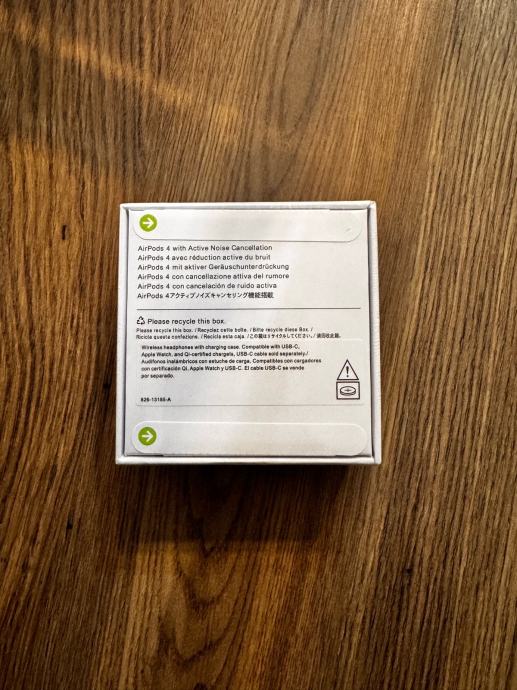 AirPods 4 with Active Noise Cancellation
AirPods 4 avec réduction active du bruit
AirPods 4 mit aktiver Geräuschunterdrückung
AirPods 4 con cancellazione attiva del rumore
AirPods 4 con cancelación de ruido activa
AirPods 4アクティブノイズキャンセリング機能搭載
Please recycle this box.
Please recycle this box. / Recyclez cette boîte. / Bitte recycle diese Box. /
Ricicla questa confezione. / Recicla esta caja. / この箱はリサイクルしてください。/ 請回收此箱.
Wireless headphones with charging case. Compatible with USB-C,
Apple Watch, and Qi-certified chargers, USB-C cable sold separately./
Audífonos inalámbricos con estuche de carga. Compatibles con cargadores
con certificación Qi, Apple Watch y USB-C. El cable USB-C se vende
por separado.
826-13185-A